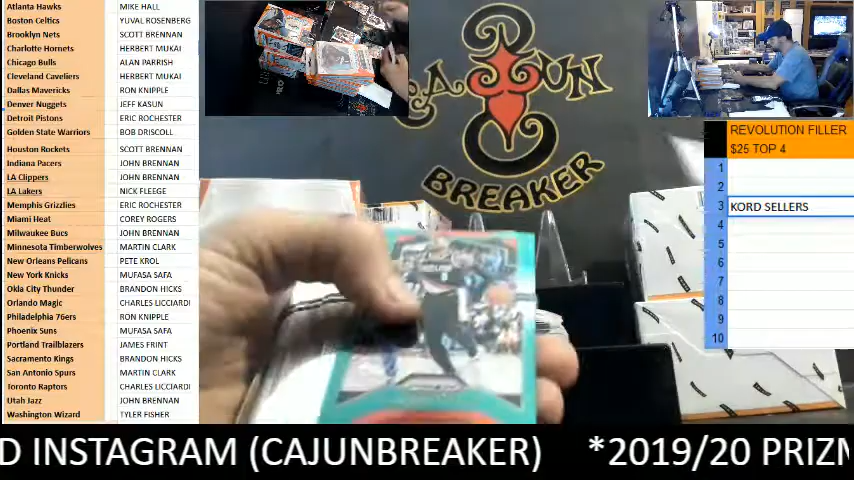 Atlanta Hawks MIKE HALL
Boston Celtics YUVAL ROSENBERG
Brooklyn Nets SCOTT BRENNAN
Charlotte Hornets HERBERT MUKAI
Chicago Bulls ALAN PARRISH
Cleveland Cavaliers HERBERT MUKAI
Dallas Mavericks RON KNIPPLE
Denver Nuggets JEFF KASUN
Detroit Pistons ERIC ROCHESTER
Golden State Warriors BOB DRISCOLL
Houston Rockets SCOTT BRENNAN
Indiana Pacers JOHN BRENNAN
LA Clippers JOHN BRENNAN
LA Lakers NICK FLEEGE
Memphis Grizzlies ERIC ROCHESTER
Miami Heat COREY ROGERS
Milwaukee Bucs JOHN BRENNAN
Minnesota Timberwolves MARTIN CLARK
New Orleans Pelicans PETE KROL
New York Knicks MUFASA SAFA
Okla City Thunder BRANDON HICKS
Orlando Magic CHARLES LICCIARDI
Philadelphia 76ers RON KNIPPLE
Phoenix Suns MUFASA SAFA
Portland Trailblazers JAMES FRINT
Sacramento Kings BRANDON HICKS
San Antonio Spurs MARTIN CLARK
Toronto Raptors CHARLES LICCIARDI
Utah Jazz JOHN BRENNAN
Washington Wizard TYLER FISHER
CAJUN
BREAKER
REVOLUTION FILLER
$25 TOP 4
1
2
3 KORD SELLERS
4
5
6
7
8
9
10
D INSTAGRAM (CAJUNBREAKER) *2019/20 PRIZN